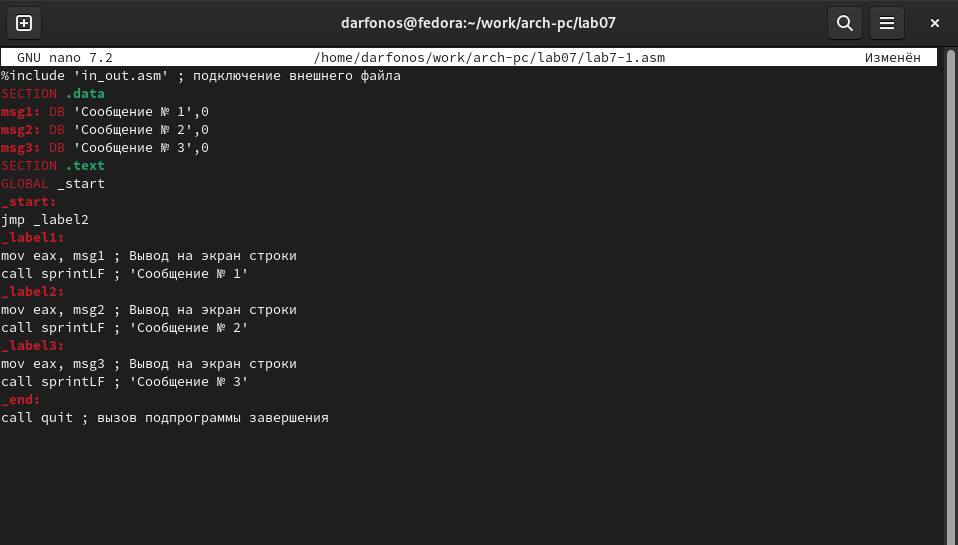 darfonos@fedora:~/work/arch-pc/lab07
GNU nano 7.2 /home/darfonos/work/arch-pc/lab07/lab7-1.asm Изменён
%include 'in_out.asm' ; подключение внешнего файла
SECTION .data
msg1: DB 'Сообщение № 1',0
msg2: DB 'Сообщение № 2',0
msg3: DB 'Сообщение № 3',0
SECTION .text
GLOBAL _start
_start:
jmp _label2
_label1:
mov eax, msg1 ; Вывод на экран строки
call sprintLF ; 'Сообщение № 1'
_label2:
mov eax, msg2 ; Вывод на экран строки
call sprintLF ; 'Сообщение № 2'
_label3:
mov eax, msg3 ; Вывод на экран строки
call sprintLF ; 'Сообщение № 3'
_end:
call quit ; вызов подпрограммы завершения